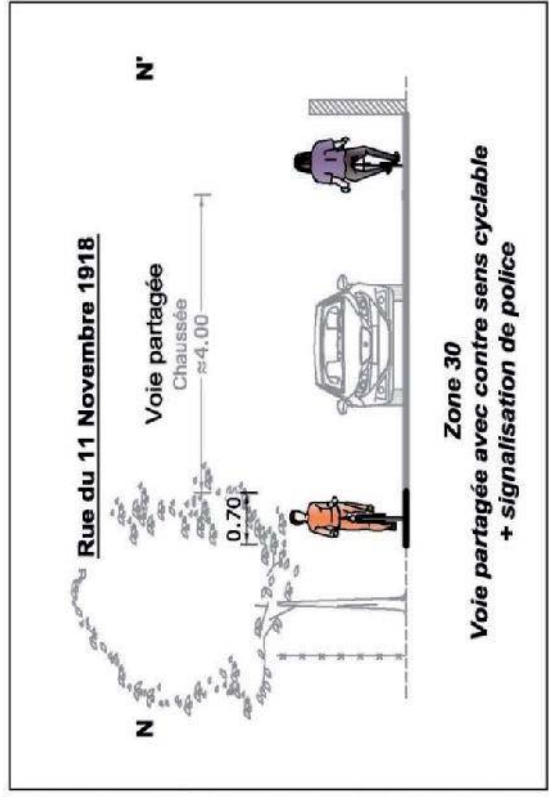 Rue du 11 Novembre 1918
N
N'
Voie partagée
Chaussée
≈4.00
0.70
Zone 30
Voie partagée avec contre sens cyclable
+ signalisation de police